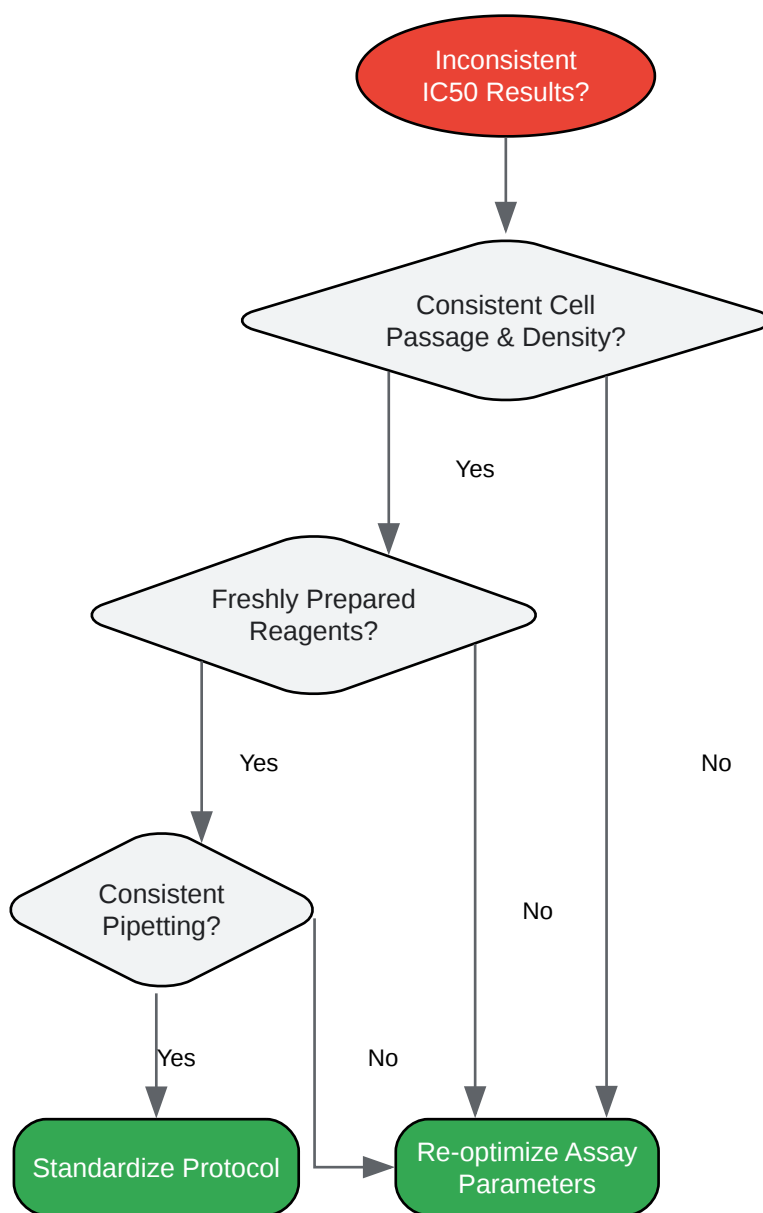 Inconsistent
IC50 Results?
Consistent Cell
Passage & Density?
Yes
Freshly Prepared
Reagents?
Yes
No
Consistent
Pipetting?
No
Yes
No
Standardize Protocol
Re-optimize Assay
Parameters